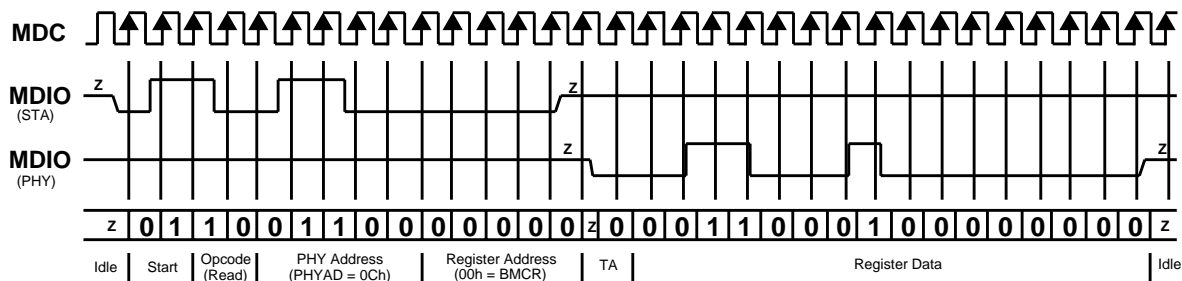 MDC
z z
MDIO
(STA)
z z
MDIO
(PHY)
z 0 1 1 0 0 1 1 0 0 0 0 0 0 0 z 0 0 0 1 1 0 0 0 1 0 0 0 0 0 0 0 0 z
Idle Start Opcode PHY Address Register Address TA Register Data Idle
(Read) (PHYAD = 0Ch) (00h = BMCR)